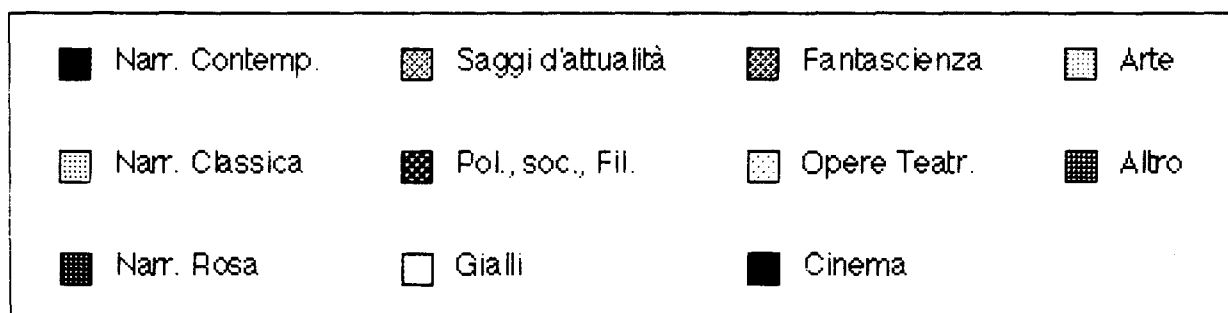 Narr. Contemp. Saggi d'attualità Fantascienza Arte
Narr. Classica Pol., soc., Fil. Opere Teatr. Altro
Narr. Rosa Gialli Cinema